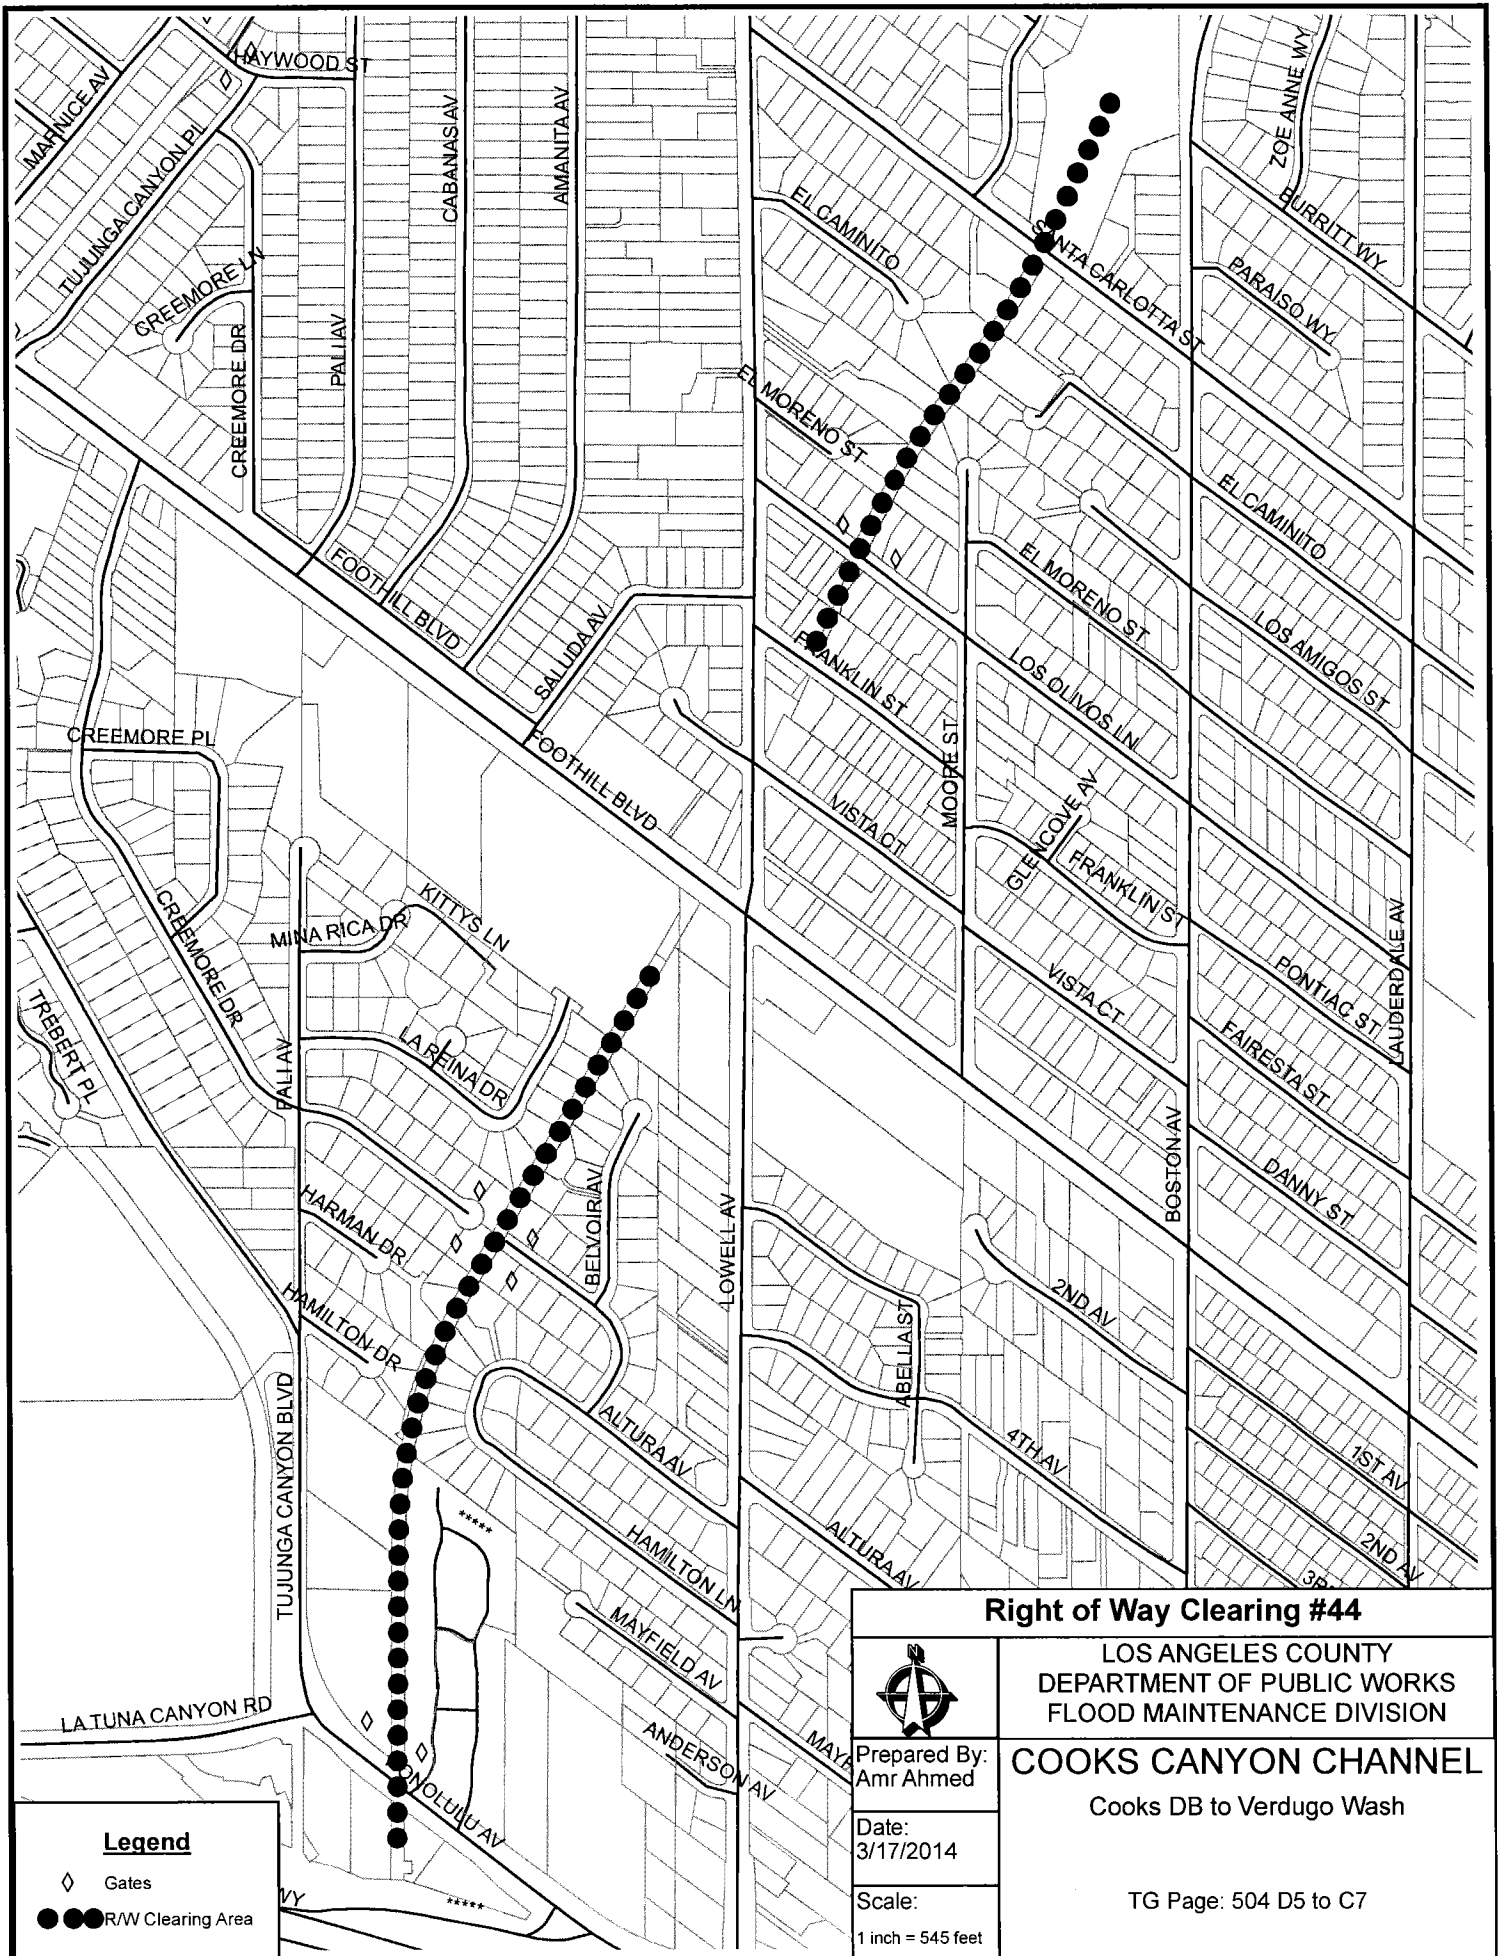 HAYWOOD ST
MARNICE AV
TUJUNGA CANYON PL
CREEMORE LN
CREEMORE DR
PALI AV
CABANAS AV
AMANITA AV
EL CAMINITO
SANTA CARLOTTA ST
ZOE ANNE WY
BURRITT WY
PARAISO WY
EL MORENO ST
EL CAMINITO
EL MORENO ST
LOS AMIGOS ST
LOS OLIVOS LN
FOOTHILL BLVD
SALUDA AV
FRANKLIN ST
MOORE ST
FOOTHILL BLVD
CREEMORE PL
VISTA CT
GLENCOVE AV
FRANKLIN ST
LAUDERDALE AV
KITTYS LN
MINA RICA DR
CREEMORE DR
TREBERT PL
PALI AV
LA REINA DR
VISTA CT
PONTIAC ST
FAIRESTA ST
DANNY ST
BOSTON AV
HARMAN DR
BELVOIR AV
LOWELL AV
HAMILTON DR
ABELLA ST
2ND AV
TUJUNGA CANYON BLVD
ALTURA AV
4TH AV
1ST AV
2ND AV
*****
HAMILTON LN
ALTURA AV
MAYFIELD AV
LA TUNA CANYON RD
ANDERSON AV
HONOLULU AV
*****
WY
Right of Way Clearing #44
N
LOS ANGELES COUNTY
DEPARTMENT OF PUBLIC WORKS
FLOOD MAINTENANCE DIVISION
Prepared By:
Amr Ahmed
COOKS CANYON CHANNEL
Cooks DB to Verdugo Wash
Date:
3/17/2014
TG Page: 504 D5 to C7
Scale:
1 inch = 545 feet
Legend
Gates
R/W Clearing Area